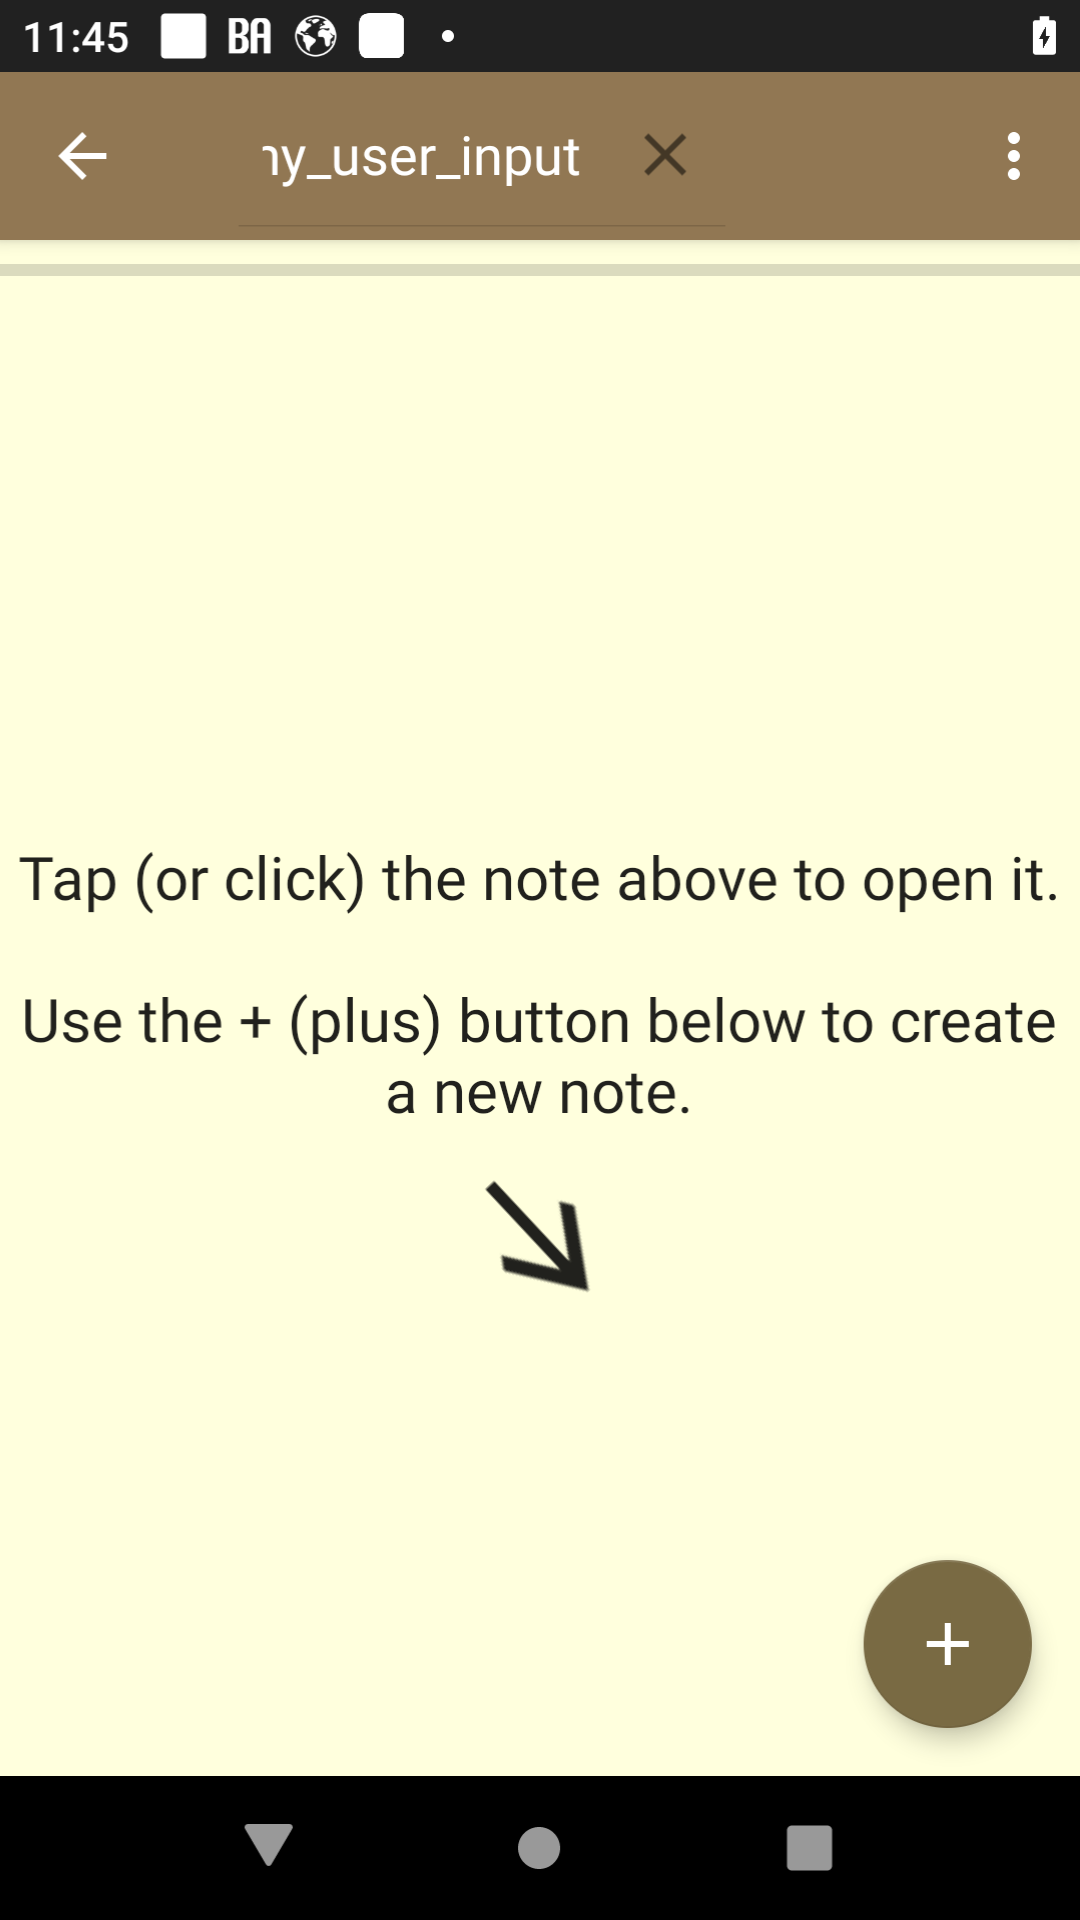 11:45 BA
ny_user_input
Tap (or click) the note above to open it.
Use the + (plus) button below to create
a new note.